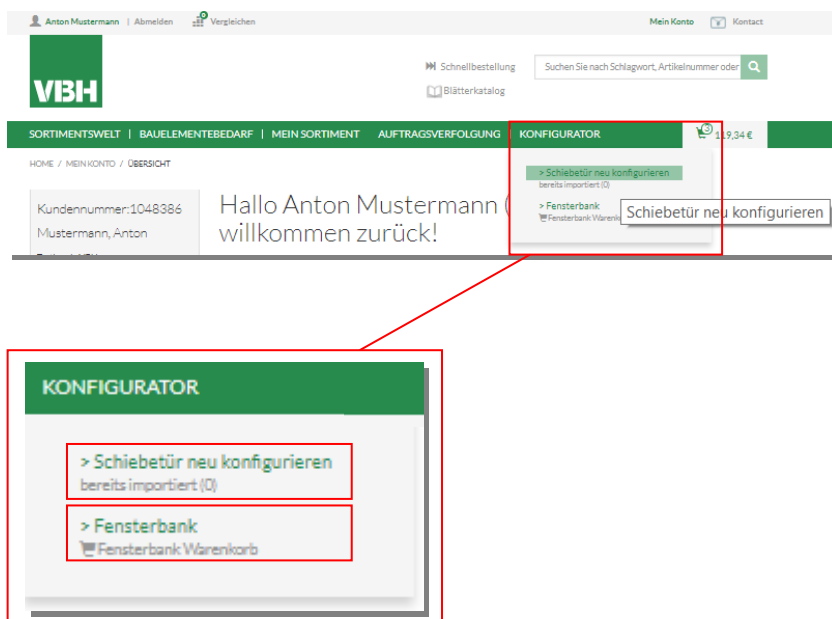 Anton Mustermann | Abmelden 0 Vergleichen Mein Konto Kontact
VBH
Schnellbestellung Suchen Sie nach Schlagwort, Artikelnummer oder
Blätterkatalog
SORTIMENTSWELT | BAUELEMENTEBEDARF | MEIN SORTIMENT AUFTRAGSVERFOLGUNG | KONFIGURATOR 3 119,34 €
HOME / MEIN KONTO / ÜBERSICHT
> Schiebetür neu konfigurieren
bereits importiert (0)
> Fensterbank
Fensterbank
Schiebetür neu konfigurieren
Kundennummer:1048386
Mustermann, Anton
Hallo Anton Mustermann (
willkommen zurück!
KONFIGURATOR
> Schiebetür neu konfigurieren
bereits importiert (0)
> Fensterbank
Fensterbank Warenkorb